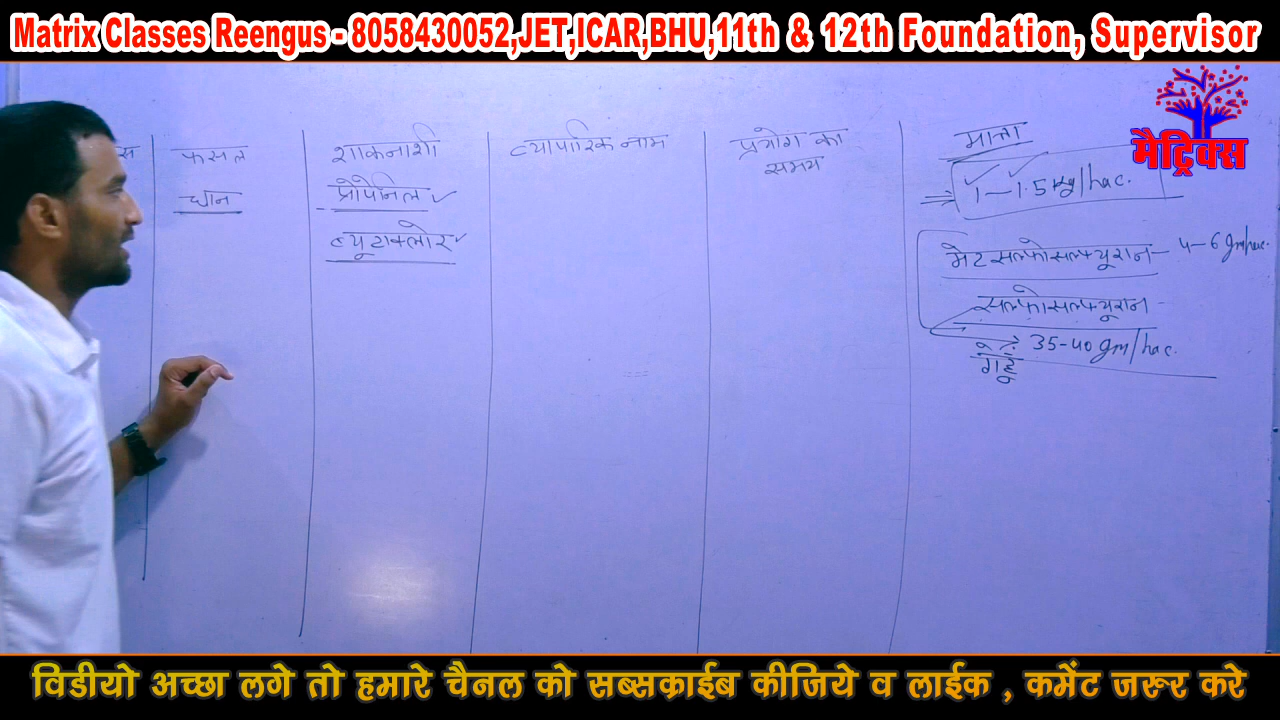 Matrix Classes Reengus - 8058430052,JET,ICAR,BHU,11th & 12th Foundation, Supervisor
मैट्रिक्स
स
फसल
शाकनाशी
व्यापारिक नाम
प्रयोग का
समय
मात्रा
धान
प्रोपेनिल ✓
ब्यूटाक्लोर ✓
1 - 1.5 kg/hac.
मेटसल्फोसल्फ्यूरान - 4-6 gm/hac.
सल्फोसल्फ्यूरान -
→ 35-40 gm/hac.
गेहूँ
विडीयो अच्छा लगे तो हमारे चैनल को सब्सक्राईब कीजिये व लाईक , कमेंट जरूर करे